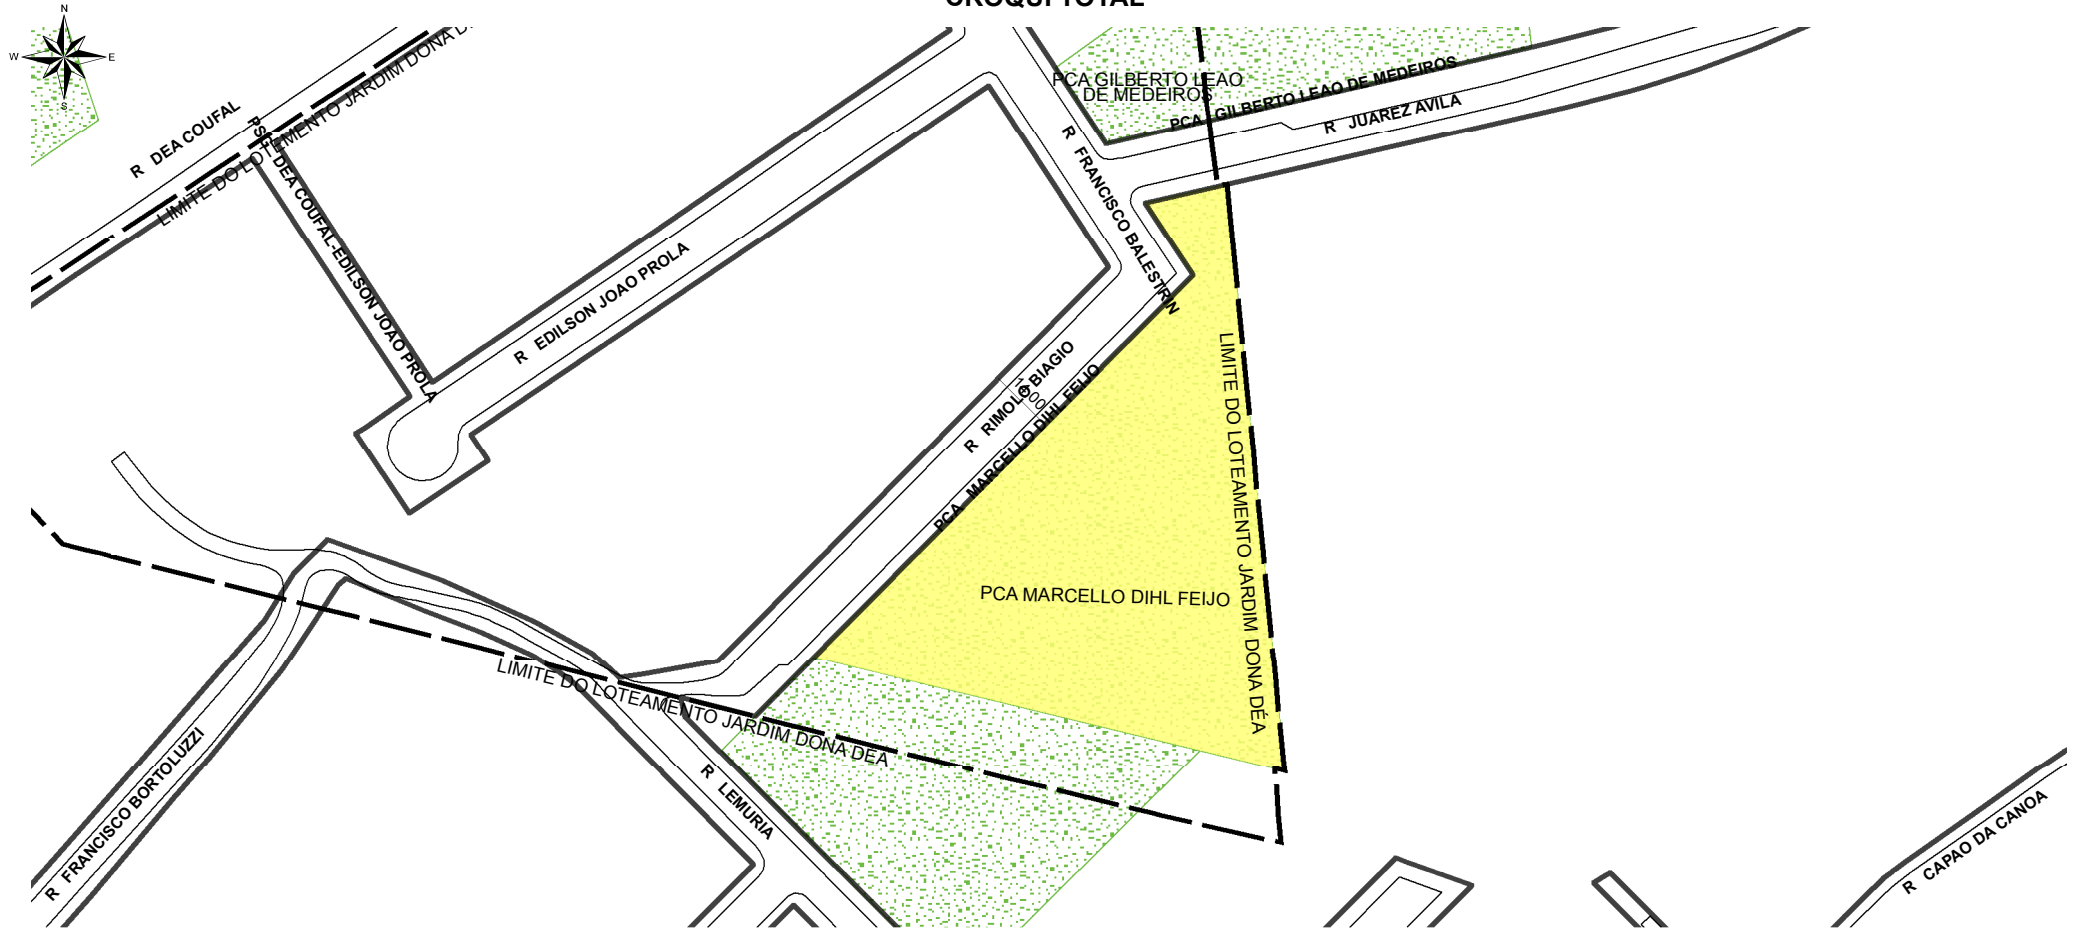 CROQUI TOTAL
N
W
E
S
R DEA COUFAL
LIMITE DO LOTEMENTO JARDIM DONA
PSG DEA COUFAL-EDILSON JOAO PROLA
R EDILSON JOAO PROLA
PCA GILBERTO LEAO
DE MEDEIROS
PCA GILBERTO LEAO DE MEDEIROS
R JUAREZ AVILA
R FRANCISCO BALESTRIN
R RIMOLO BIAGIO
PCA MARCELLO DIHL FEIJO
LIMITE DO LOTEAMENTO JARDIM DONA DÉA
PCA MARCELLO DIHL FEIJO
LIMITE DO LOTEAMENTO JARDIM DONA DÉA
R FRANCISCO BORTOLUZZI
R LEMURIA
R CAPAO DA CANOA